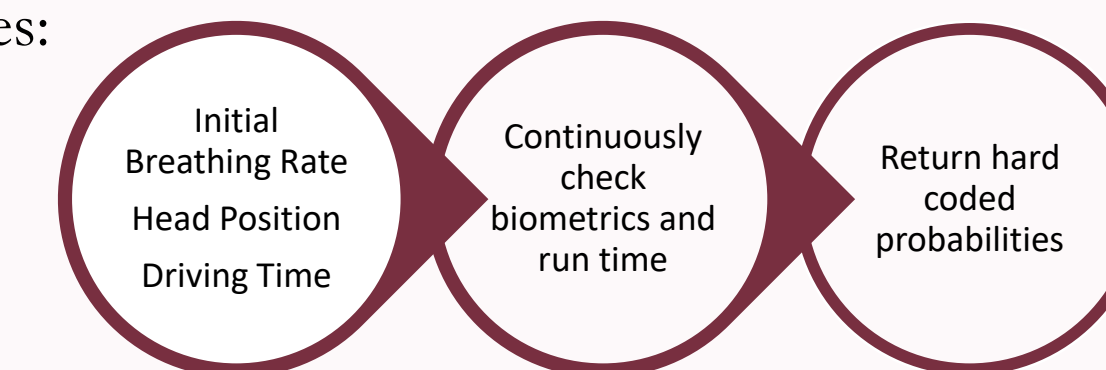 es:
Initial
Breathing Rate
Head Position
Driving Time
Continuously
check
biometrics and
run time
Return hard
coded
probabilities